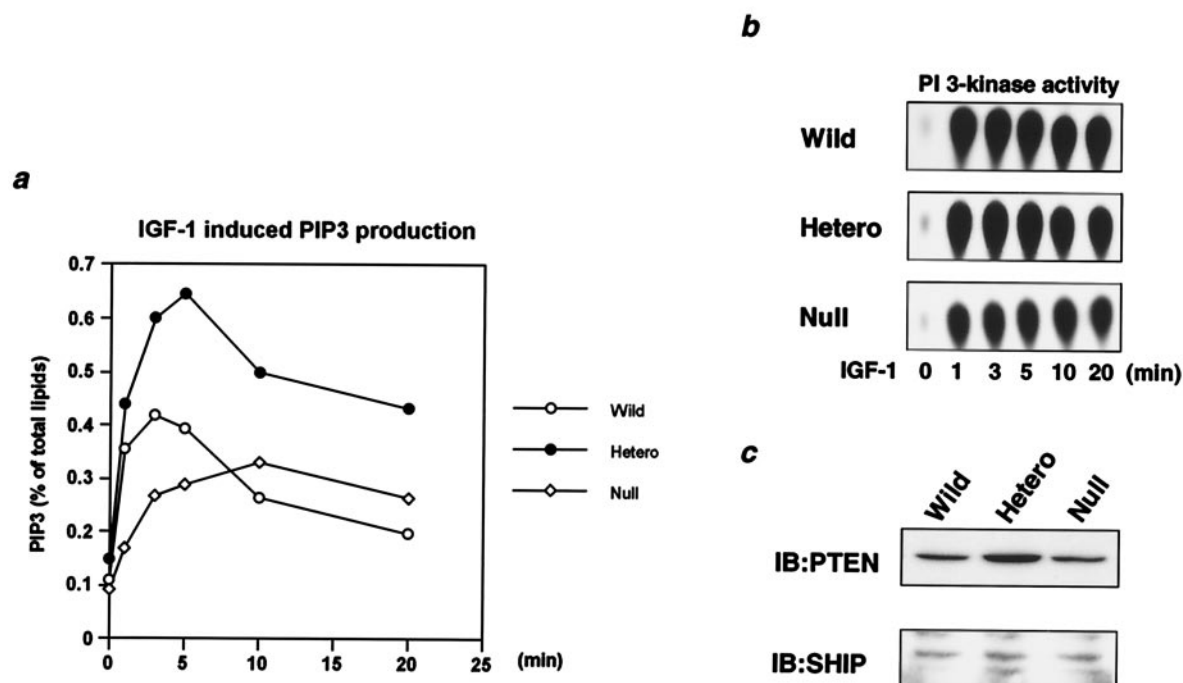 a
IGF-1 induced PIP3 production
PIP3 (% of total lipids)
0.7
0.6
0.5
0.4
0.3
0.2
0.1
0
0 5 10 15 20 25 (min)
Wild
Hetero
Null
b
PI 3-kinase activity
Wild
Hetero
Null
IGF-1 0 1 3 5 10 20 (min)
c
Wild Hetero Null
IB:PTEN
IB:SHIP